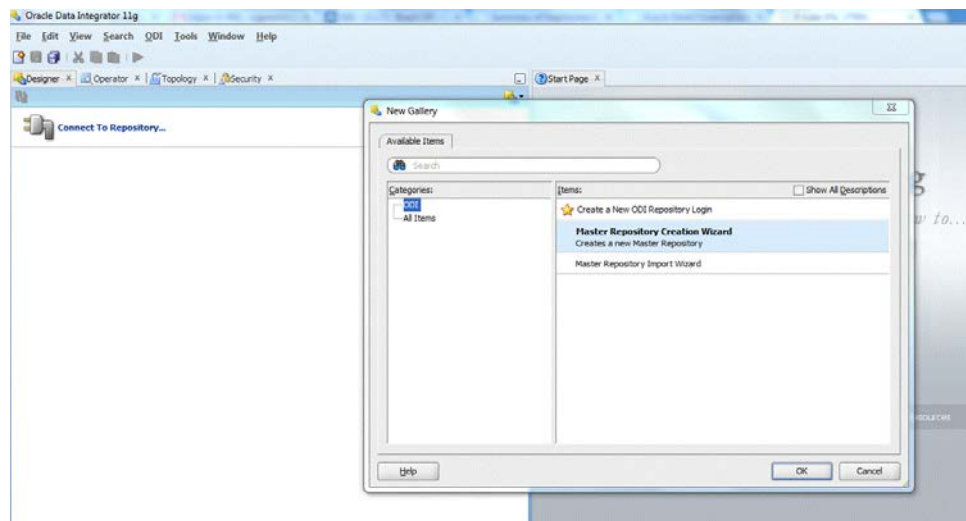 Oracle Data Integrator 11g
File Edit View Search ODI Tools Window Help
Designer Operator Topology Security
Start Page
Connect To Repository...
New Gallery
Available Items
Search
Categories:
ODI
All Items
Items:
Show All Descriptions
Create a New ODI Repository Login
Master Repository Creation Wizard
Creates a new Master Repository
Master Repository Import Wizard
g
to...
Help
OK
Cancel